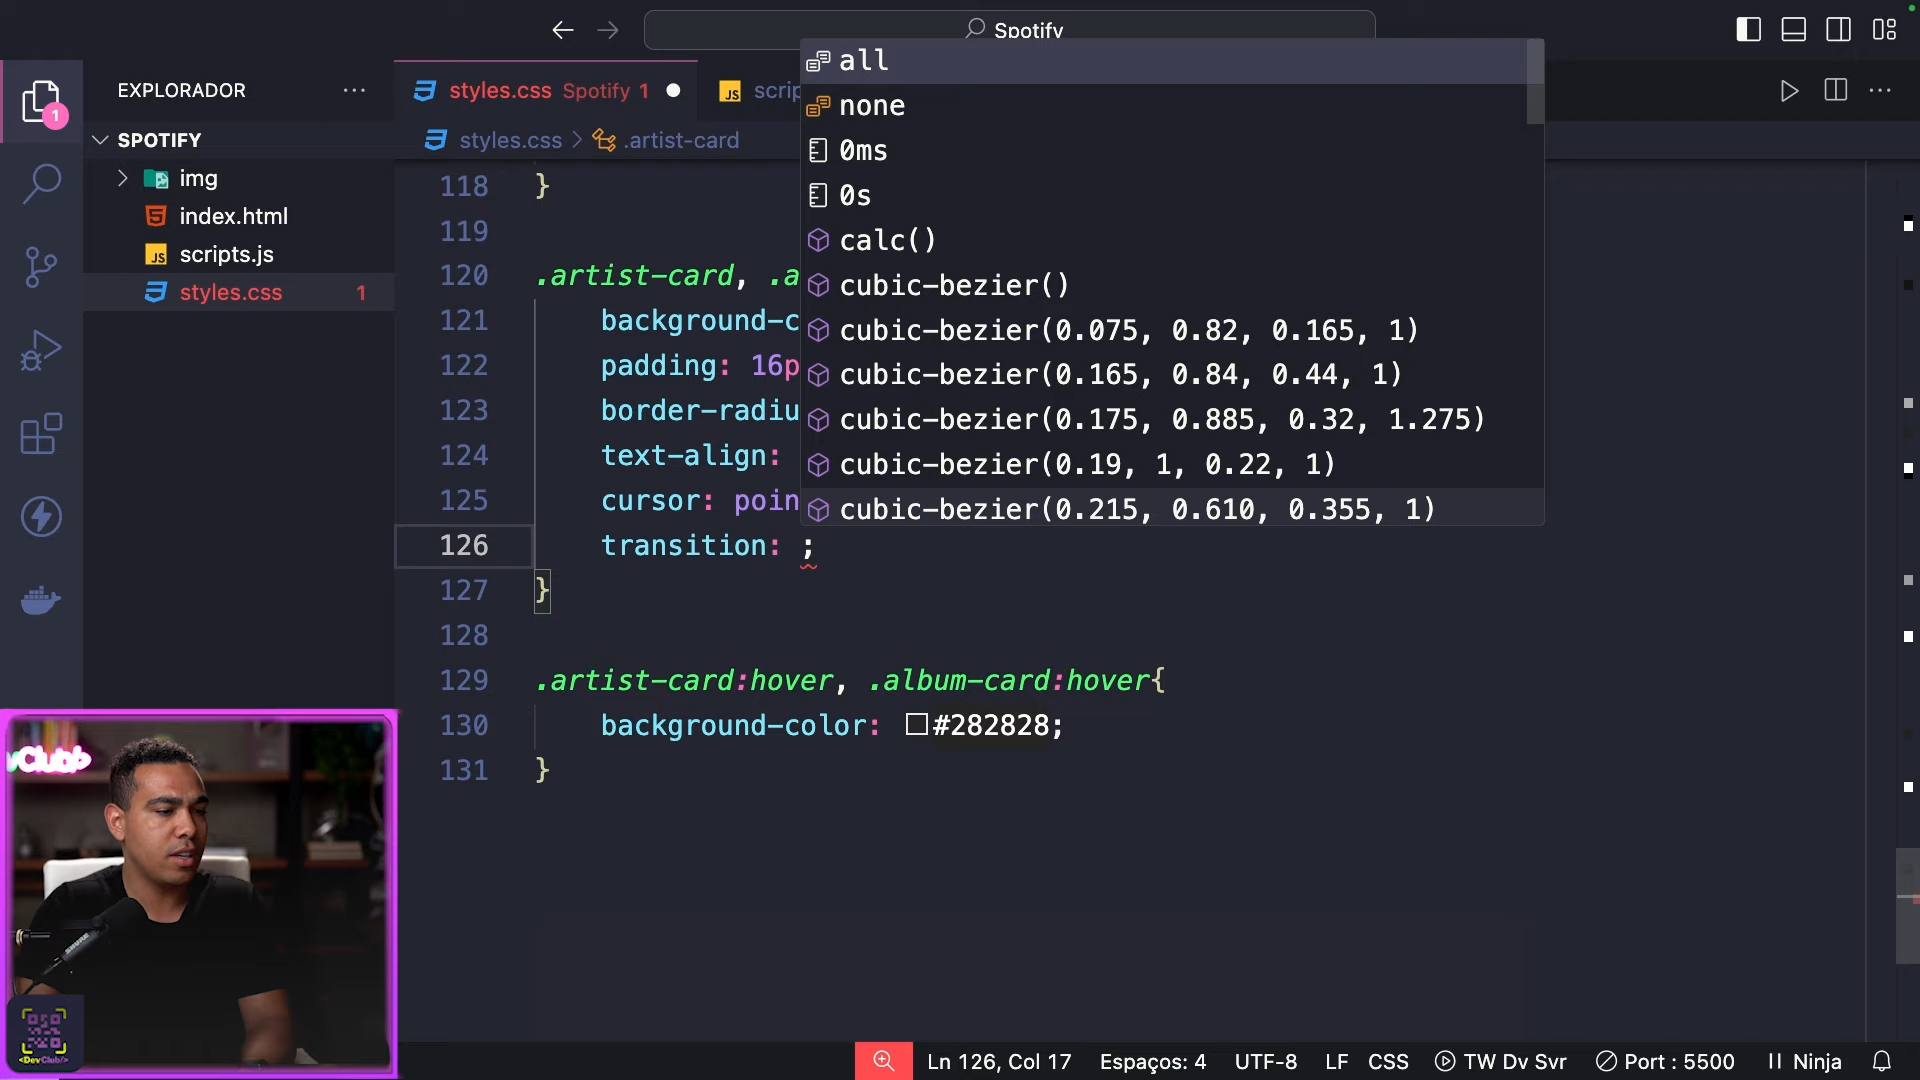 Spotify
EXPLORADOR
SPOTIFY
img
index.html
scripts.js
styles.css 1
1
styles.css Spotify 1
scrip
styles.css > .artist-card
118 }
119
120 .artist-card, .a
121 background-c
122 padding: 16p
123 border-radiu
124 text-align:
125 cursor: poin
126 transition: ;
127 }
128
129 .artist-card:hover, .album-card:hover{
130 background-color: #282828;
131 }
all
none
0ms
0s
calc()
cubic-bezier()
cubic-bezier(0.075, 0.82, 0.165, 1)
cubic-bezier(0.165, 0.84, 0.44, 1)
cubic-bezier(0.175, 0.885, 0.32, 1.275)
cubic-bezier(0.19, 1, 0.22, 1)
cubic-bezier(0.215, 0.610, 0.355, 1)
vClub>
<DevClub/>
Ln 126, Col 17 Espaços: 4 UTF-8 LF CSS TW Dv Svr Port : 5500 Ninja